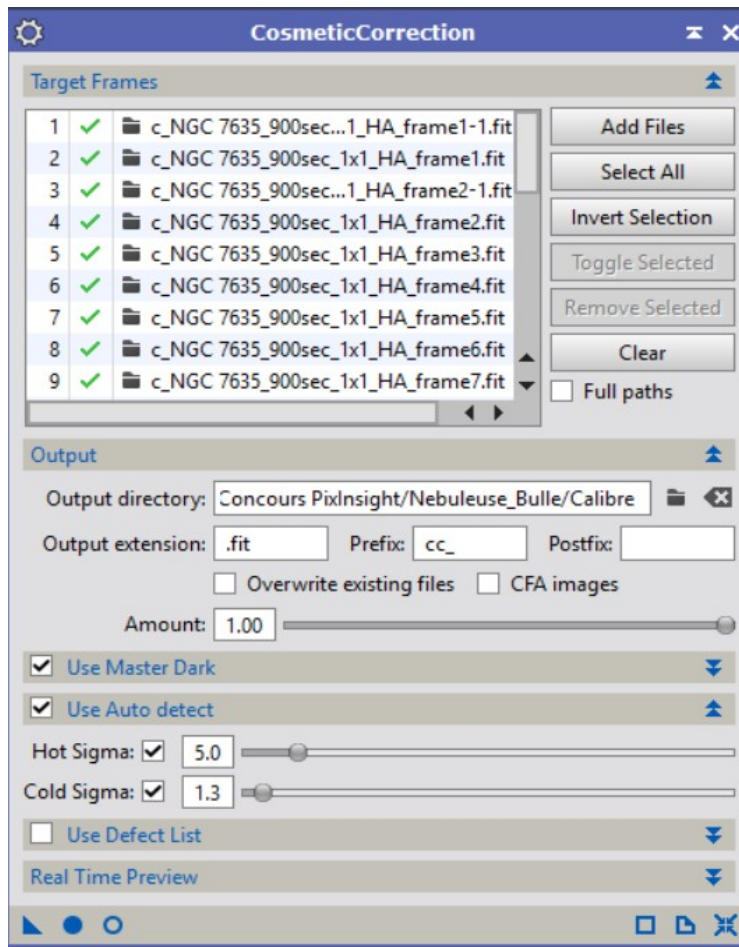 CosmeticCorrection
Target Frames
1 c_NGC 7635_900sec...1_HA_frame1-1.fit
2 c_NGC 7635_900sec_1x1_HA_frame1.fit
3 c_NGC 7635_900sec...1_HA_frame2-1.fit
4 c_NGC 7635_900sec_1x1_HA_frame2.fit
5 c_NGC 7635_900sec_1x1_HA_frame3.fit
6 c_NGC 7635_900sec_1x1_HA_frame4.fit
7 c_NGC 7635_900sec_1x1_HA_frame5.fit
8 c_NGC 7635_900sec_1x1_HA_frame6.fit
9 c_NGC 7635_900sec_1x1_HA_frame7.fit
Add Files
Select All
Invert Selection
Toggle Selected
Remove Selected
Clear
Full paths
Output
Output directory: Concours PixInsight/Nebuleuse_Bulle/Calibre
Output extension: .fit Prefix: cc_ Postfix:
Overwrite existing files CFA images
Amount: 1.00
Use Master Dark
Use Auto detect
Hot Sigma: 5.0
Cold Sigma: 1.3
Use Defect List
Real Time Preview